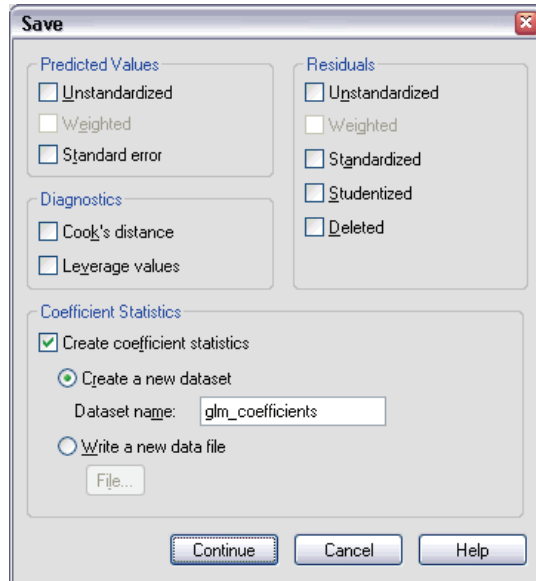 Save
Predicted Values
Unstandardized
Weighted
Standard error
Diagnostics
Cook's distance
Leverage values
Residuals
Unstandardized
Weighted
Standardized
Studentized
Deleted
Coefficient Statistics
Create coefficient statistics
Create a new dataset
Dataset name: glm_coefficients
Write a new data file
File...
Continue Cancel Help